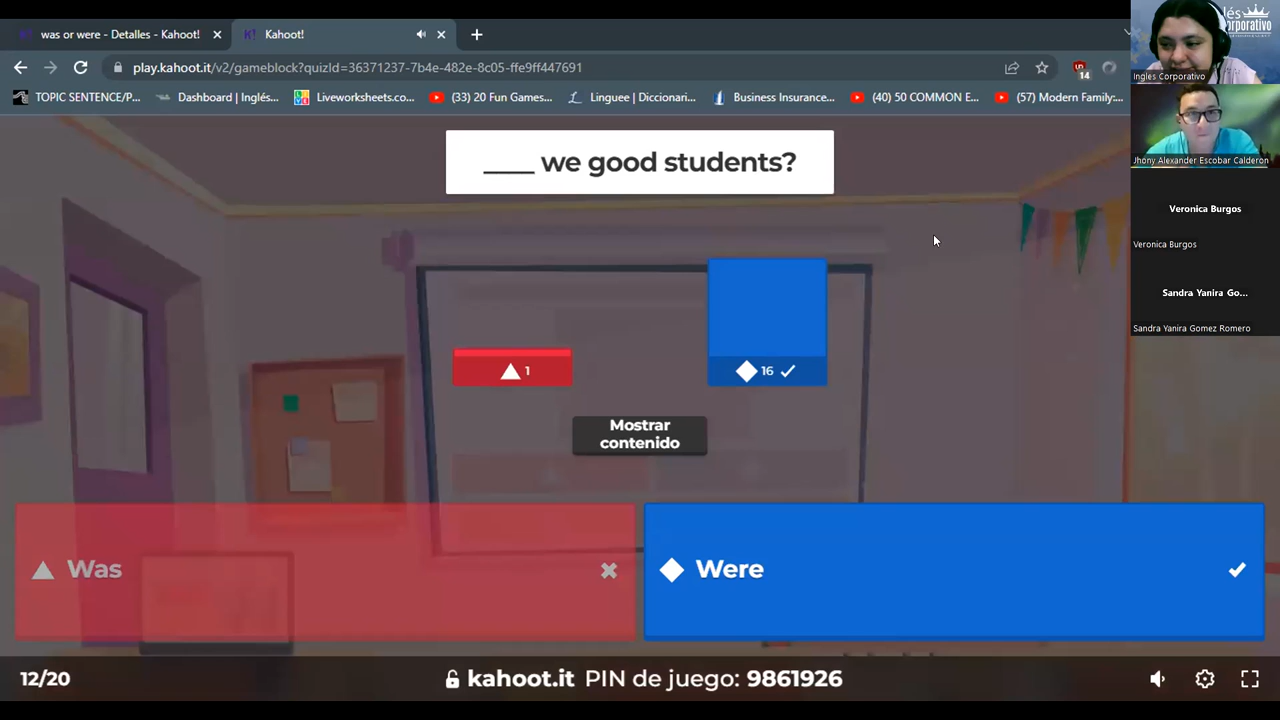 was or were - Detalles - Kahoot!
Kahoot!
play.kahoot.it/v2/gameblock?quizId=36371237-7b4e-482e-8c05-ffe9ff447691
14
TOPIC SENTENCE/P...
Dashboard | Inglés...
Liveworksheets.co...
(33) 20 Fun Games...
Linguee | Diccionari...
Business Insurance...
(40) 50 COMMON E...
(57) Modern Family:...
Ingles Corporativo
Jhony Alexander Escobar Calderon
Veronica Burgos
Veronica Burgos
Sandra Yanira Go...
Sandra Yanira Gomez Romero
____ we good students?
1
16
Mostrar
contenido
Was
Were
12/20
kahoot.it PIN de juego: 9861926